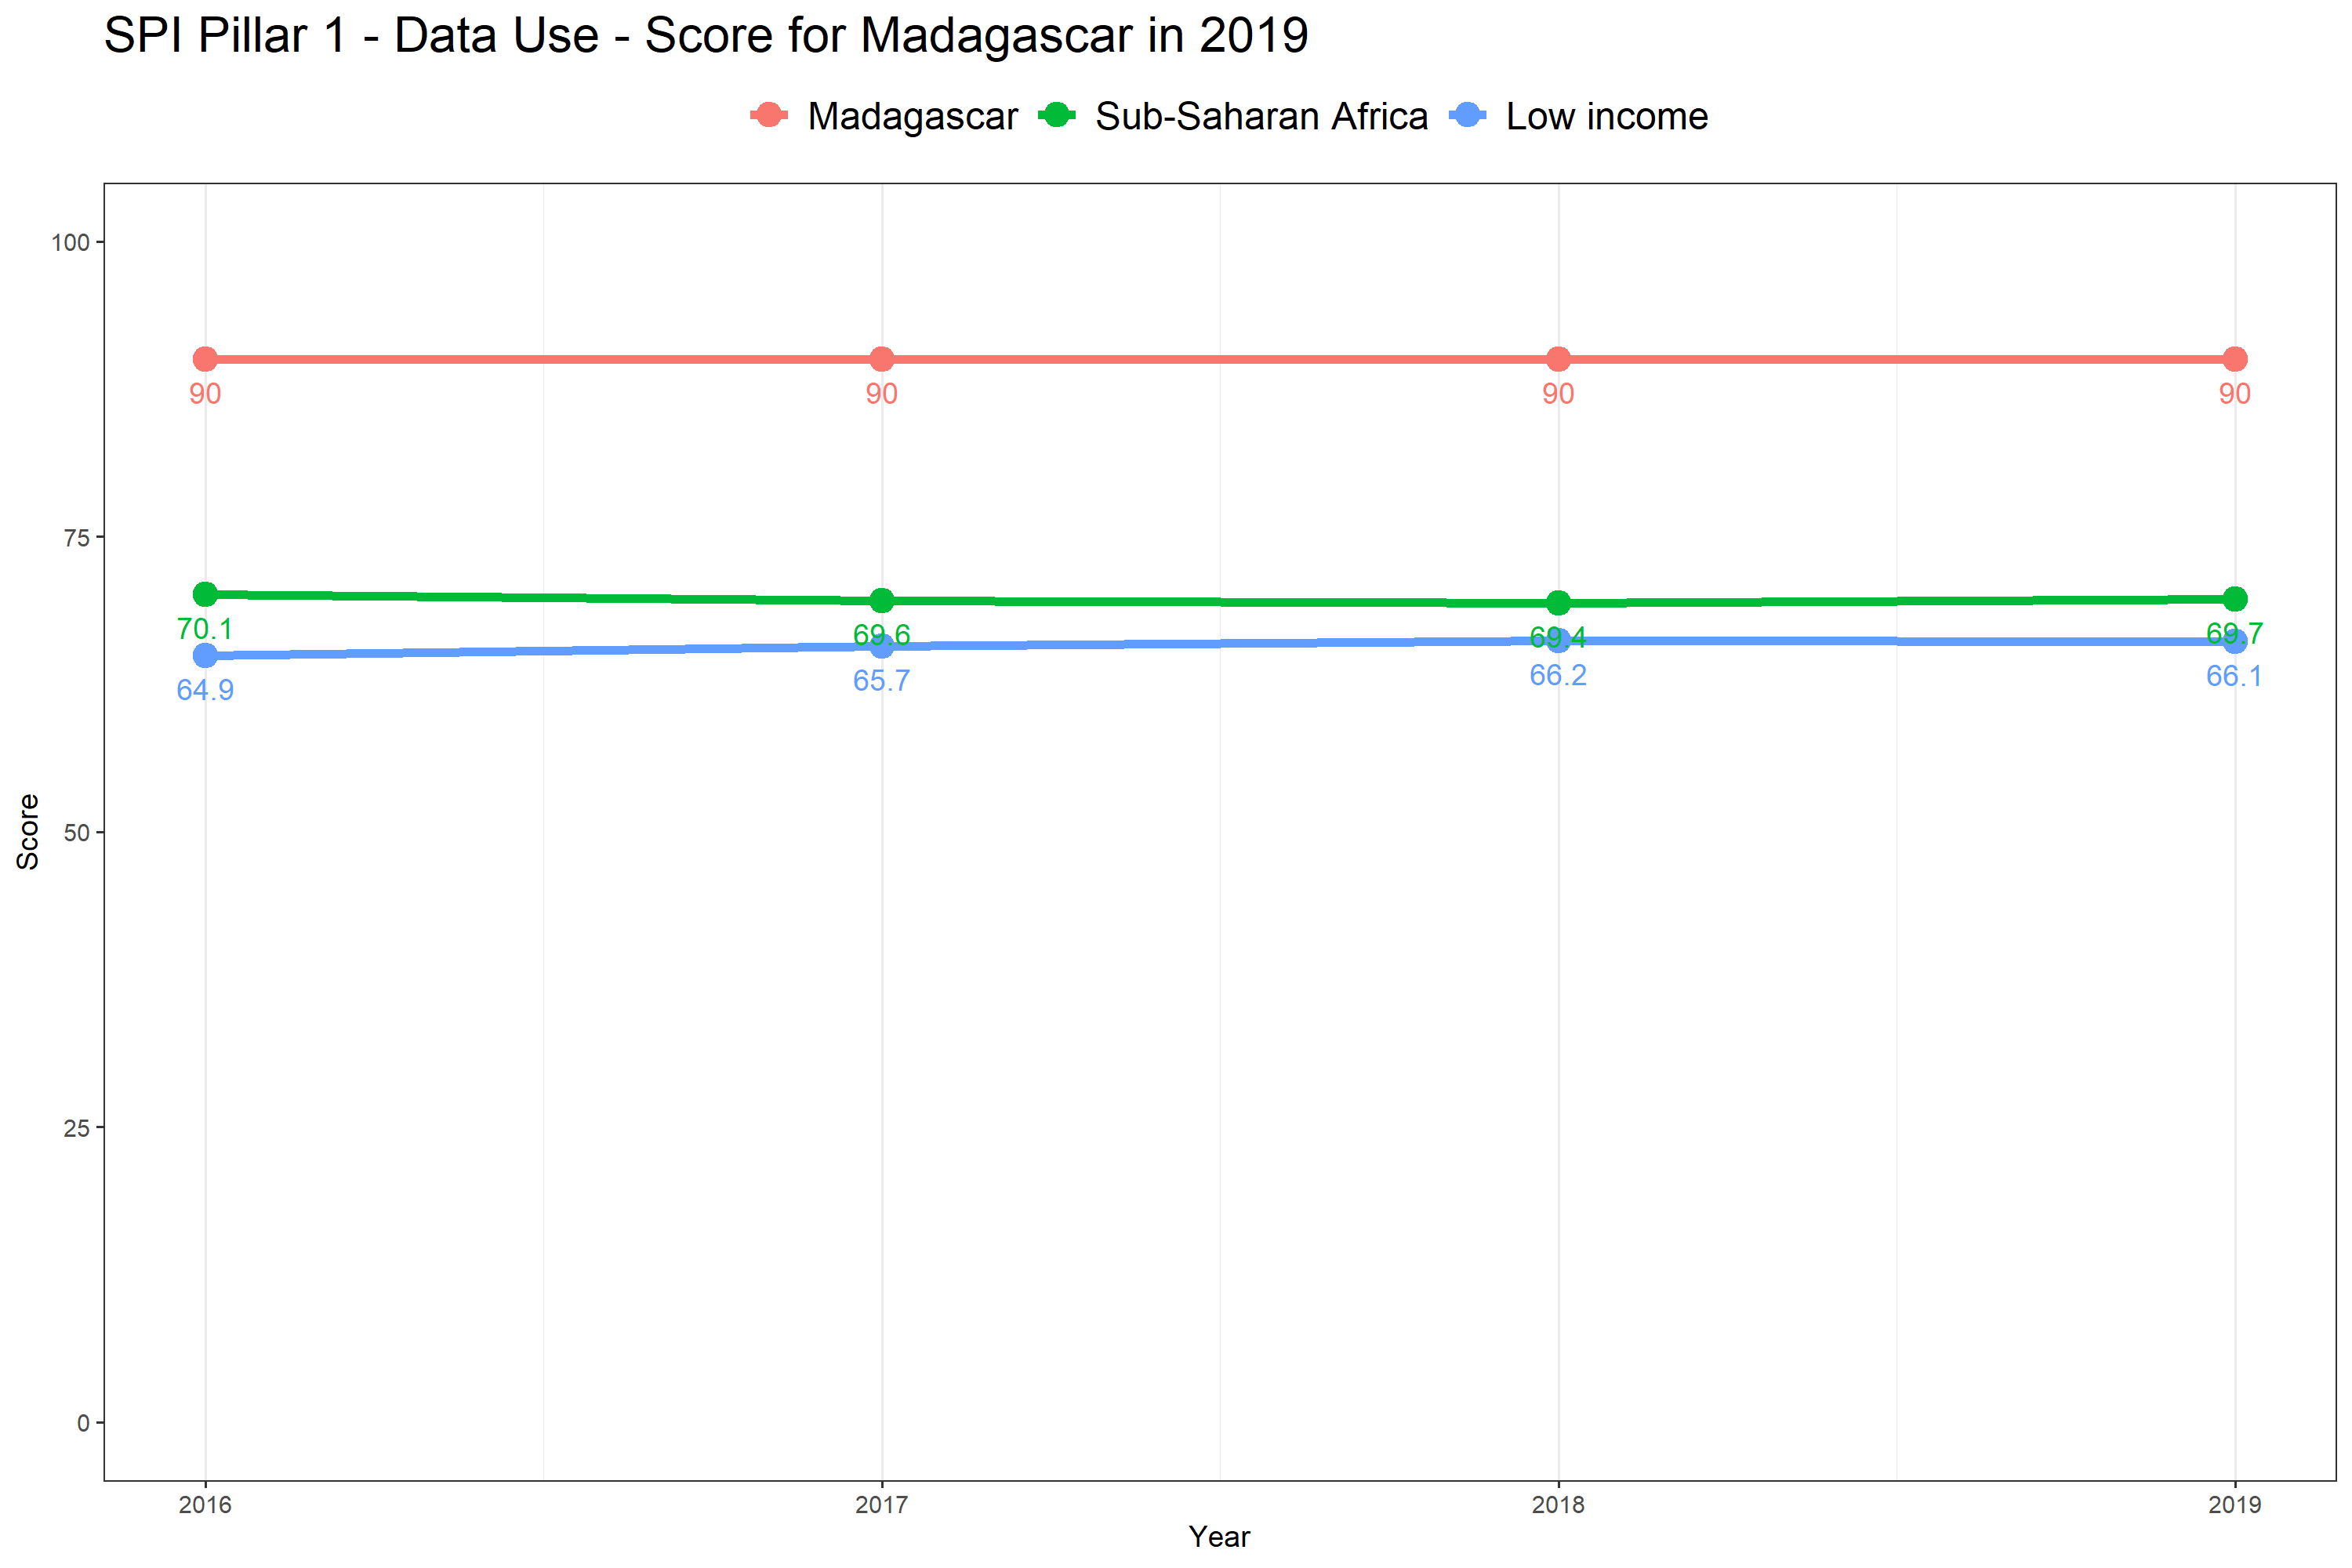 SPI Pillar 1 - Data Use - Score for Madagascar in 2019
Madagascar Sub-Saharan Africa Low income
100
90 90 90 90
75
70.1 69.6 69.4 69.7
64.9 65.7 66.2 66.1
Score
50
25
0
2016 2017 2018 2019
Year